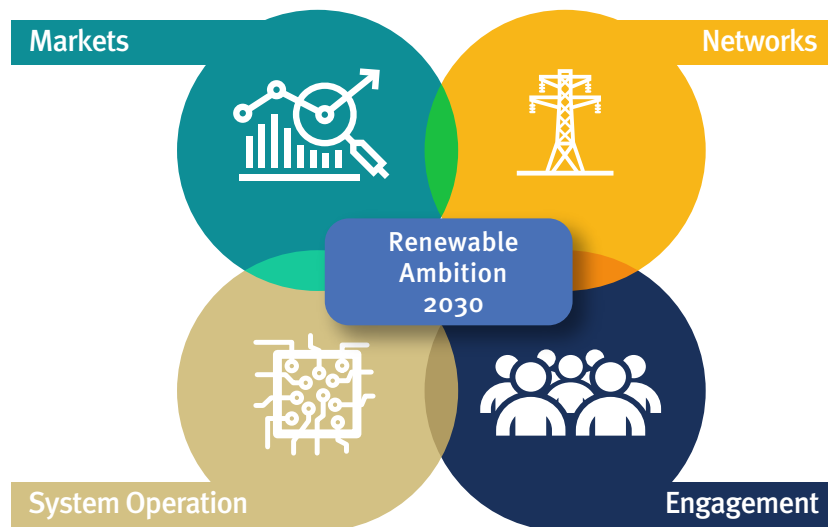 Markets
Networks
Renewable
Ambition
2030
System Operation
Engagement